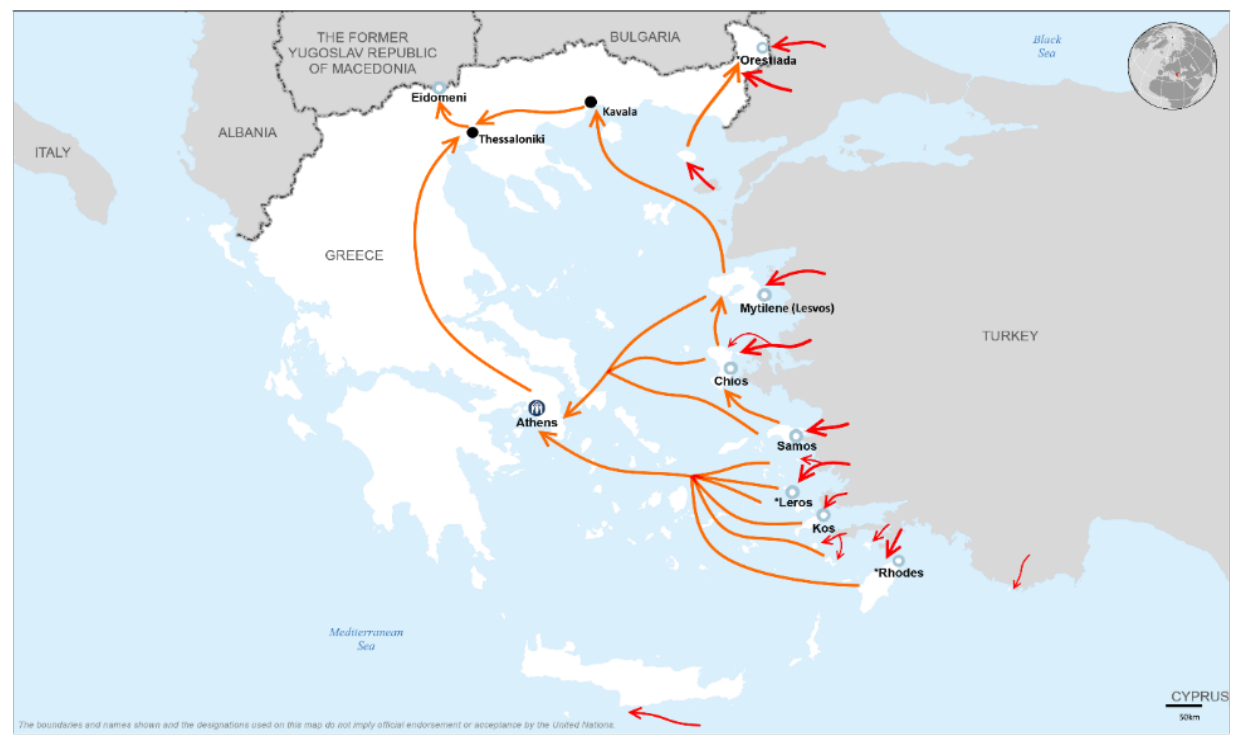 THE FORMER
YUGOSLAV REPUBLIC
OF MACEDONIA
BULGARIA
Black
Sea
*Orestiada
Eidomeni
Kavala
ALBANIA
Thessaloniki
ITALY
GREECE
Mytilene (Lesvos)
TURKEY
Chios
Athens
Samos
*Leros
Kos
*Rhodes
Mediterranean
Sea
CYPRUS
50km
The boundaries and names shown and the designations used on this map do not imply official endorsement or acceptance by the United Nations.